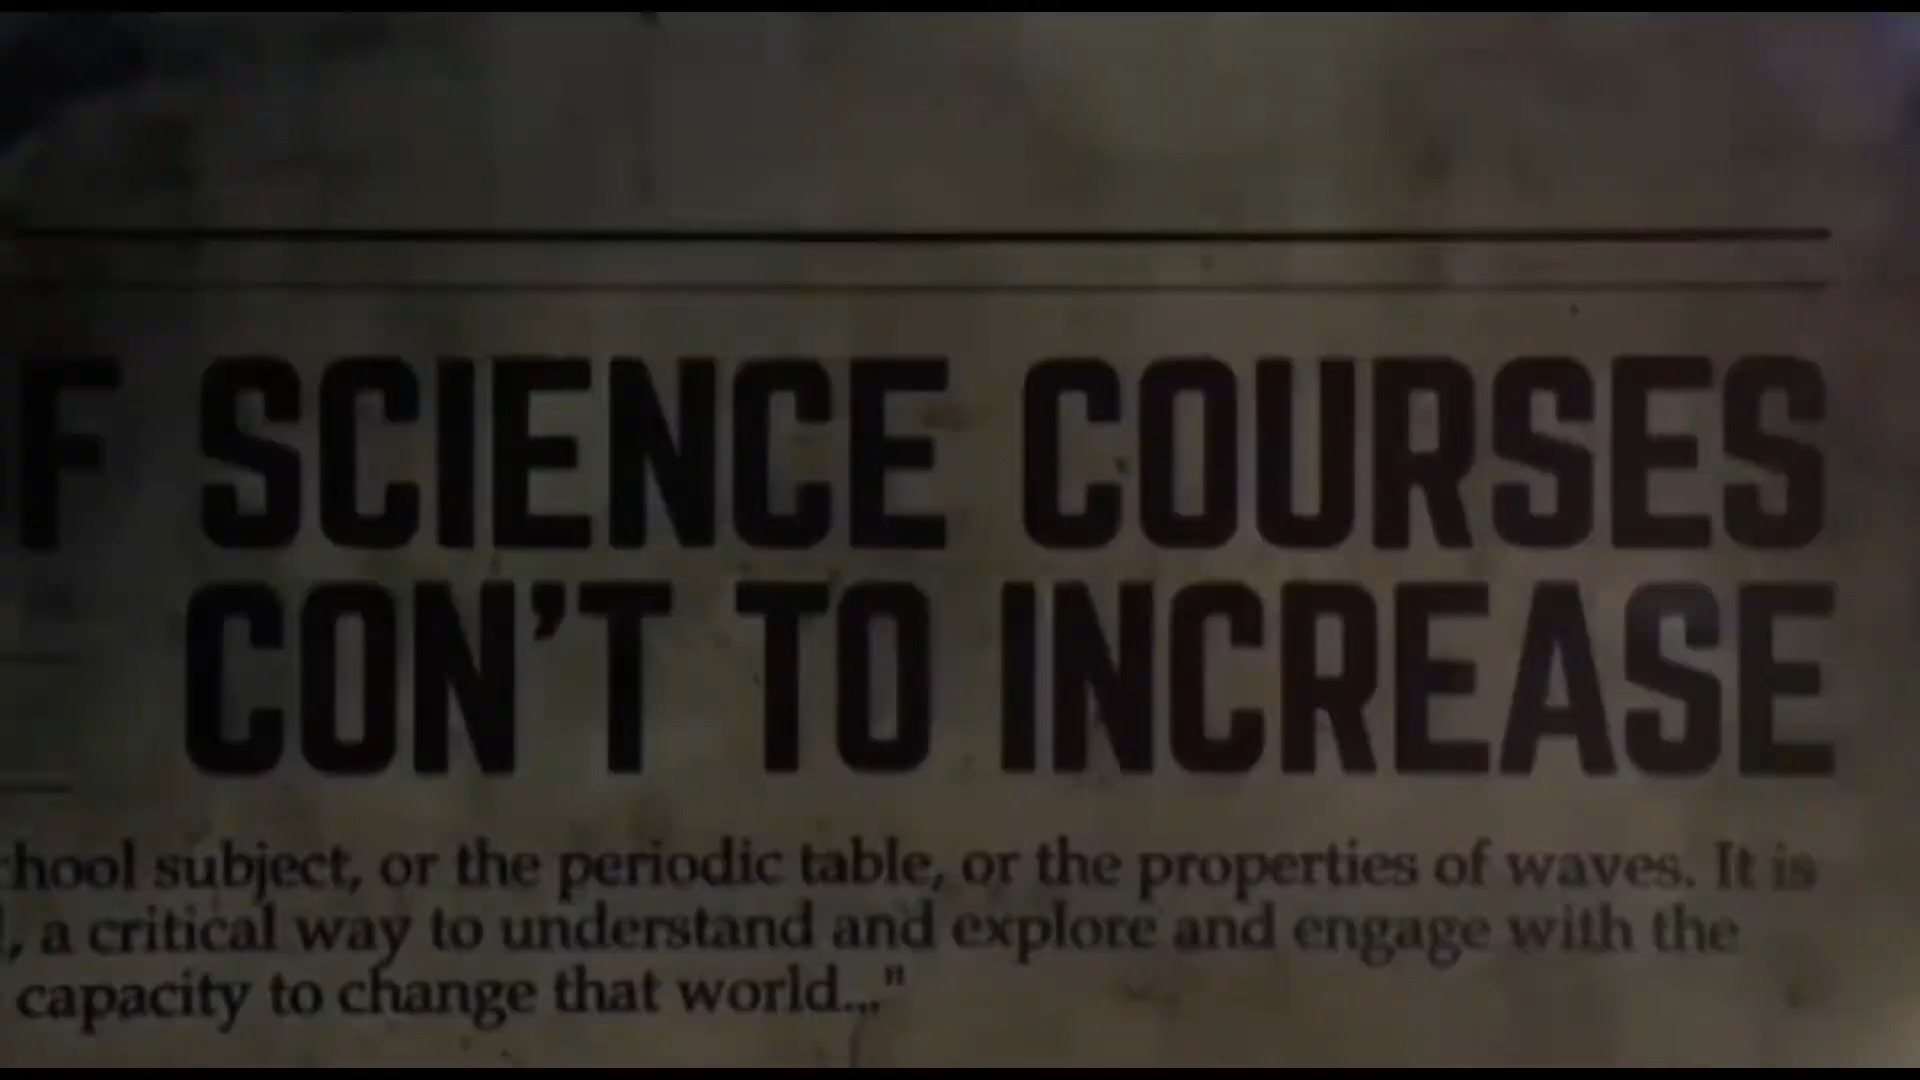 F SCIENCE COURSES
CON'T TO INCREASE
hool subject, or the periodic table, or the properties of waves. It is
, a critical way to understand and explore and engage with the
capacity to change that world..."